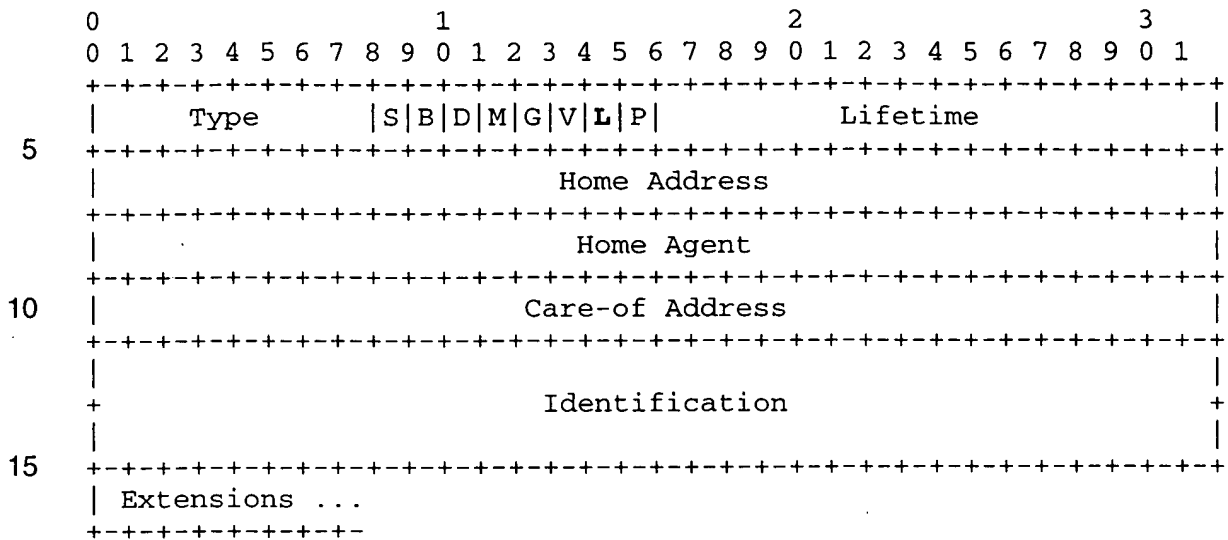 0                   1                   2                   3
 0 1 2 3 4 5 6 7 8 9 0 1 2 3 4 5 6 7 8 9 0 1 2 3 4 5 6 7 8 9 0 1
+-+-+-+-+-+-+-+-+-+-+-+-+-+-+-+-+-+-+-+-+-+-+-+-+-+-+-+-+-+-+-+-+
| Type |S|B|D|M|G|V|L|P| Lifetime |
5 +-+-+-+-+-+-+-+-+-+-+-+-+-+-+-+-+-+-+-+-+-+-+-+-+-+-+-+-+-+-+-+-+
| Home Address |
+-+-+-+-+-+-+-+-+-+-+-+-+-+-+-+-+-+-+-+-+-+-+-+-+-+-+-+-+-+-+-+-+
| Home Agent |
+-+-+-+-+-+-+-+-+-+-+-+-+-+-+-+-+-+-+-+-+-+-+-+-+-+-+-+-+-+-+-+-+
10 | Care-of Address |
+-+-+-+-+-+-+-+-+-+-+-+-+-+-+-+-+-+-+-+-+-+-+-+-+-+-+-+-+-+-+-+-+
| |
+ Identification +
| |
15 +-+-+-+-+-+-+-+-+-+-+-+-+-+-+-+-+-+-+-+-+-+-+-+-+-+-+-+-+-+-+-+-+
| Extensions ...
+-+-+-+-+-+-+-+-